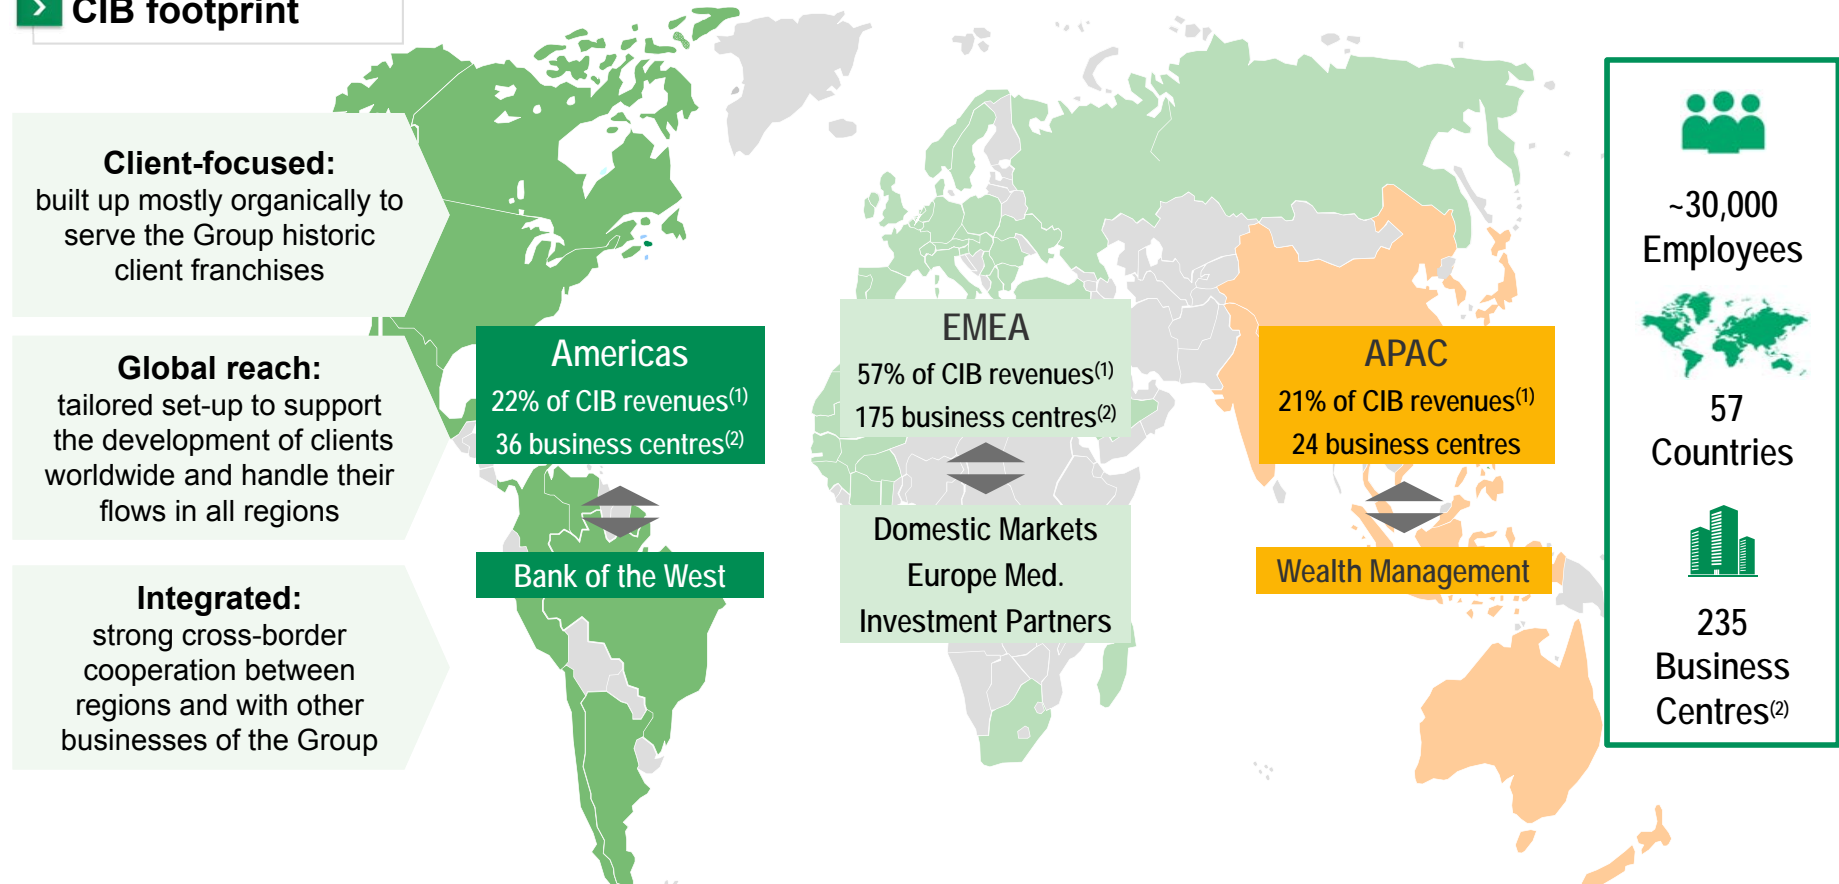 CIB footprint
Client-focused:
built up mostly organically to
serve the Group historic
client franchises
Global reach:
tailored set-up to support
the development of clients
worldwide and handle their
flows in all regions
Integrated:
strong cross-border
cooperation between
regions and with other
businesses of the Group
Americas
22% of CIB revenues(1)
36 business centres(2)
Bank of the West
EMEA
57% of CIB revenues(1)
175 business centres(2)
Domestic Markets
Europe Med.
Investment Partners
APAC
21% of CIB revenues(1)
24 business centres
Wealth Management
~30,000
Employees
57
Countries
235
Business
Centres(2)